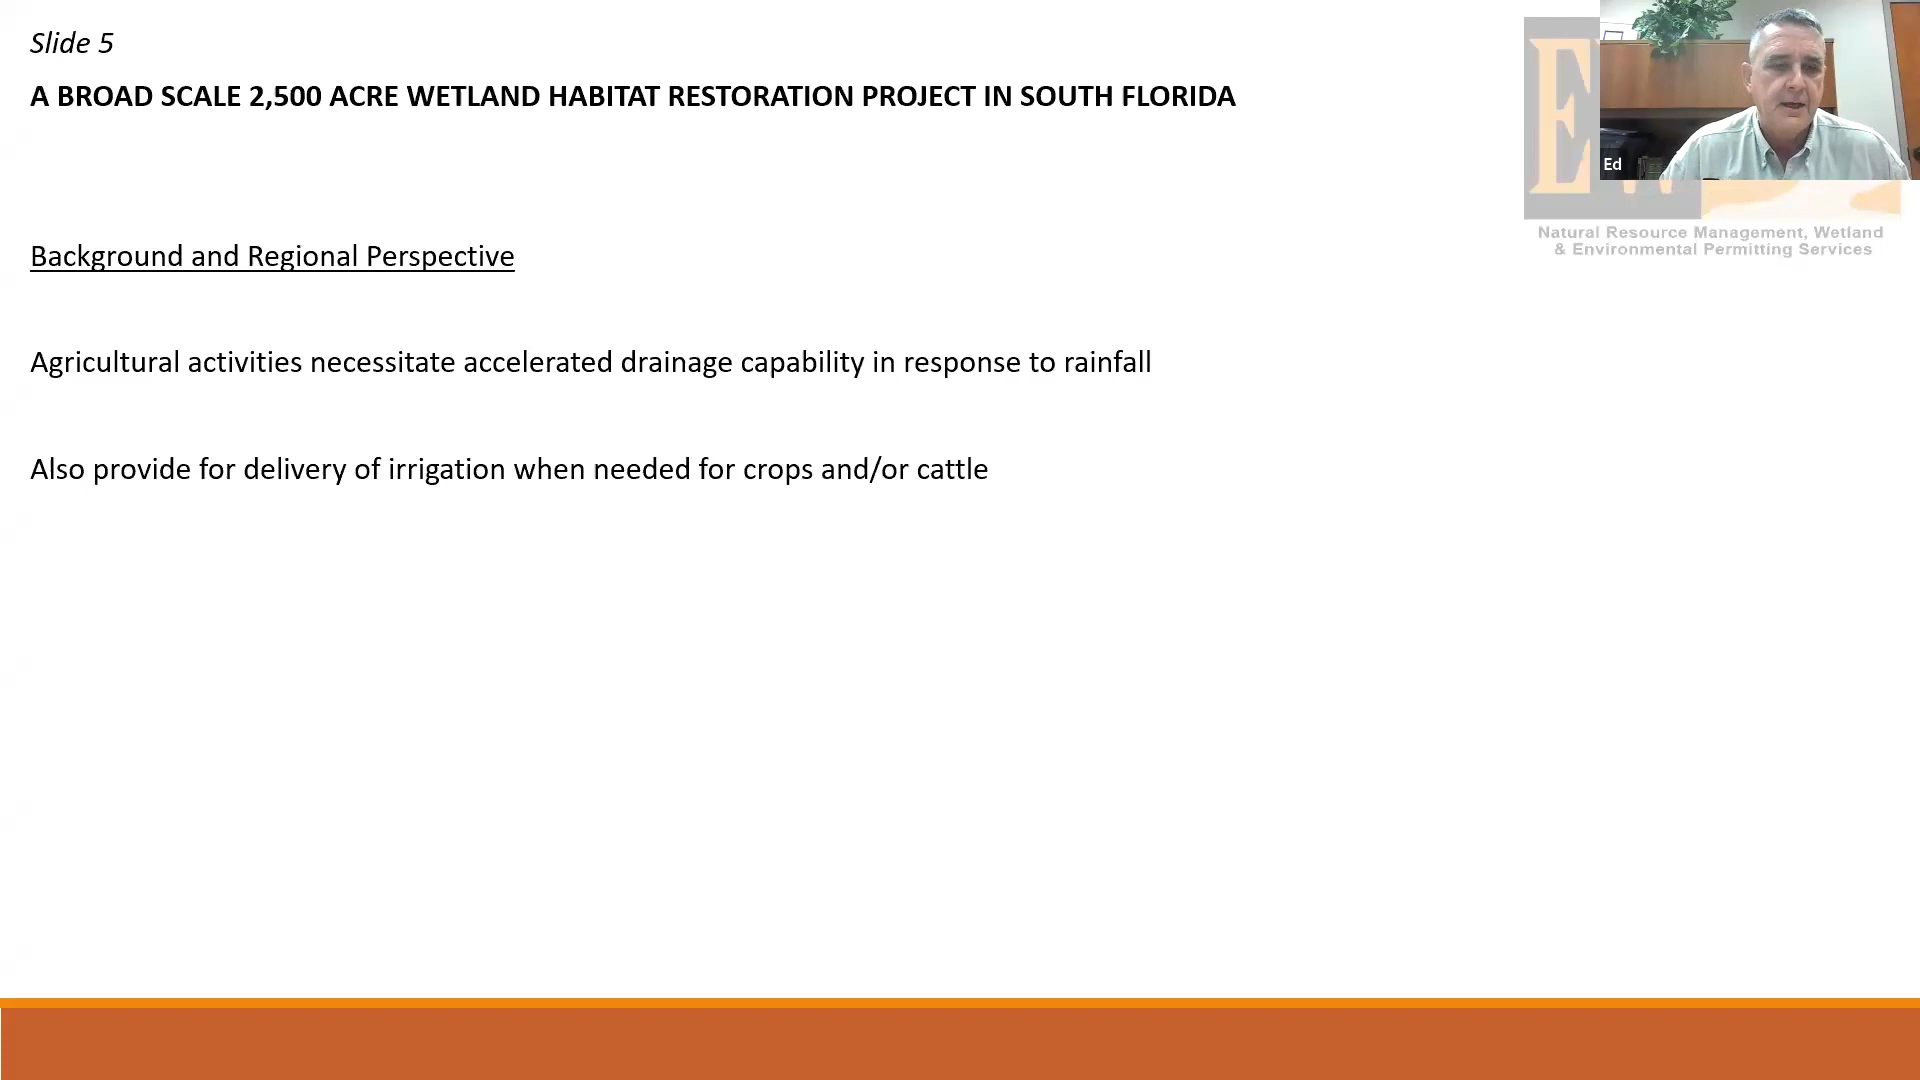 Slide 5
A BROAD SCALE 2,500 ACRE WETLAND HABITAT RESTORATION PROJECT IN SOUTH FLORIDA
Ed
Natural Resource Management, Wetland
& Environmental Permitting Services
Background and Regional Perspective
Agricultural activities necessitate accelerated drainage capability in response to rainfall
Also provide for delivery of irrigation when needed for crops and/or cattle